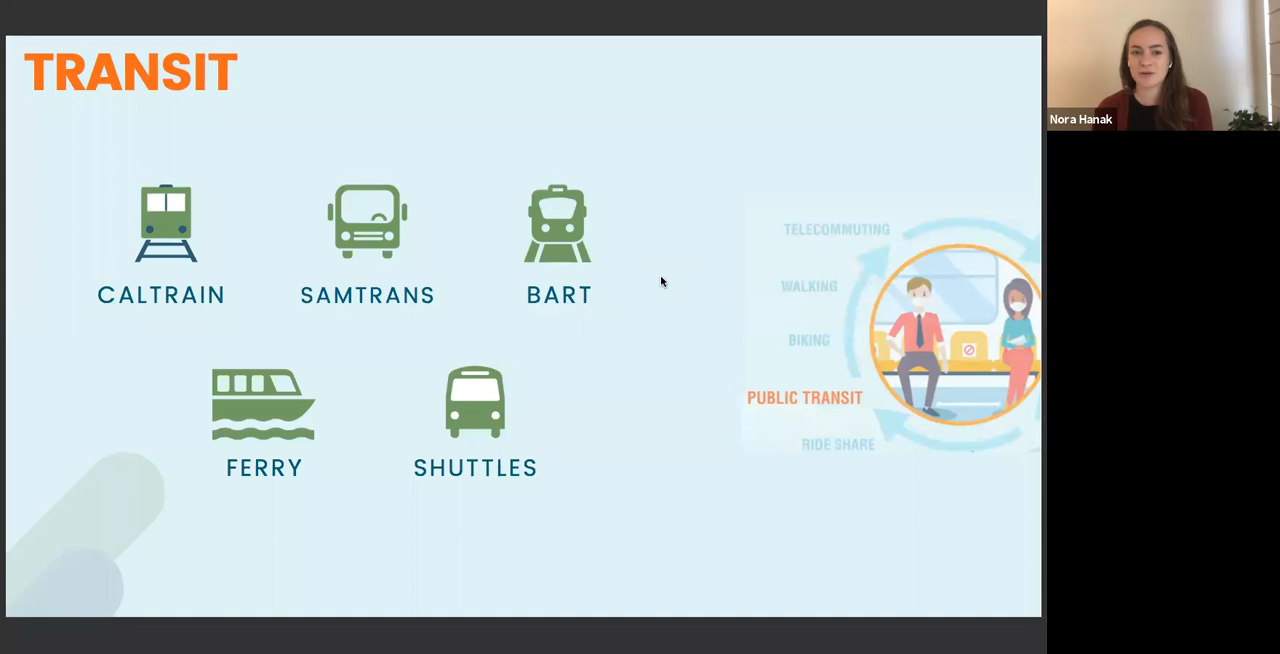 TRANSIT
CALTRAIN
SAMTRANS
BART
FERRY
SHUTTLES
TELECOMMUTING
WALKING
BIKING
PUBLIC TRANSIT
RIDE SHARE
Nora Hanak